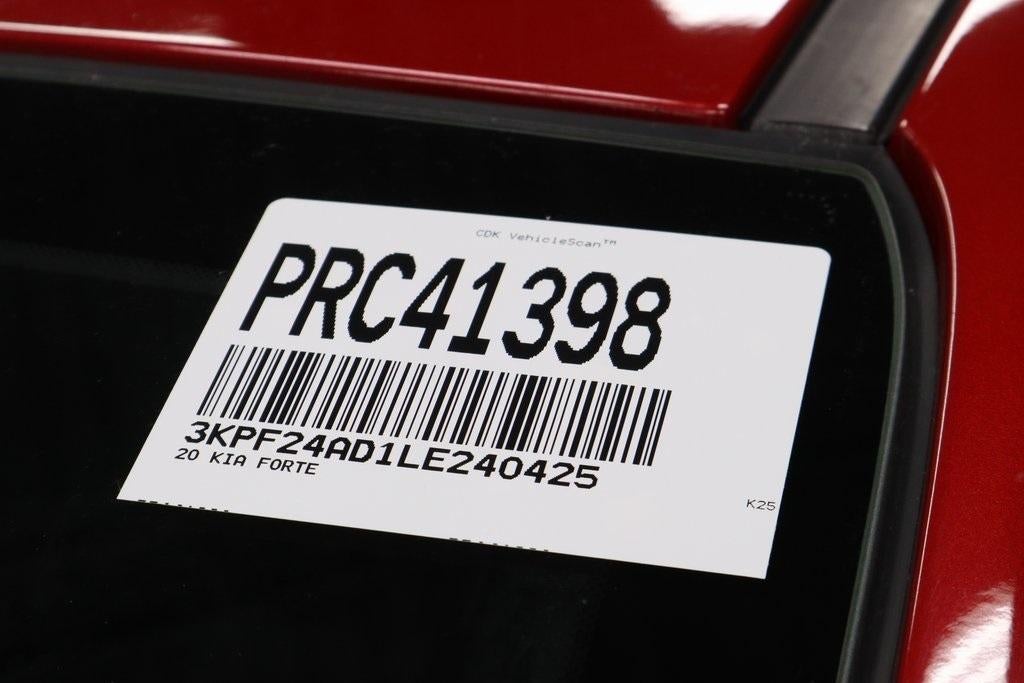 CDK VehicleScan™
PRC41398
3KPF24AD1LE240425
20 KIA FORTE
K25